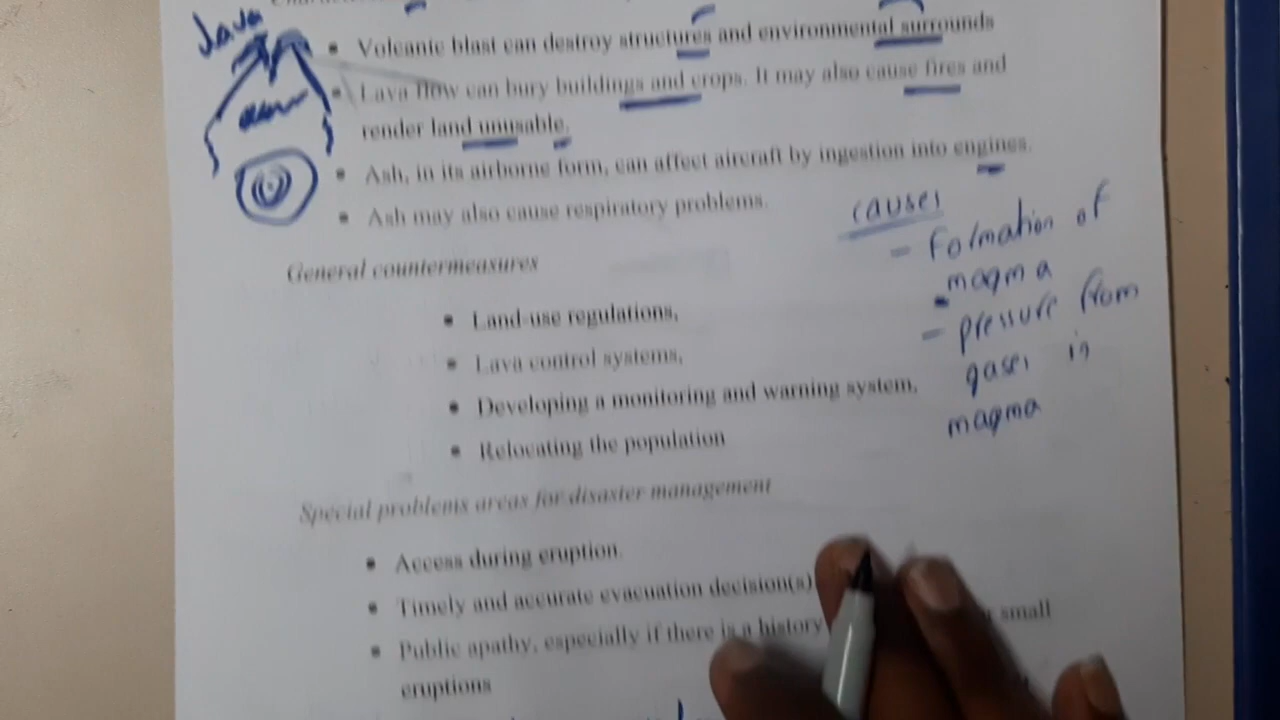 Lava
Volcanic blast can destroy structures and environmental surrounds
Lava flow can bury buildings and crops. It may also cause fires and
render land unusable.
Ash, in its airborne form, can affect aircraft by ingestion into engines.
Ash may also cause respiratory problems.
causes
- Formation of
magma
- pressure from
gases in
magma
General countermeasures
Land-use regulations,
Lava control systems,
Developing a monitoring and warning system,
Relocating the population
Special problems areas for disaster management
Access during eruption.
Timely and accurate evacuation decision(s)
Public apathy, especially if there is a history small
eruptions